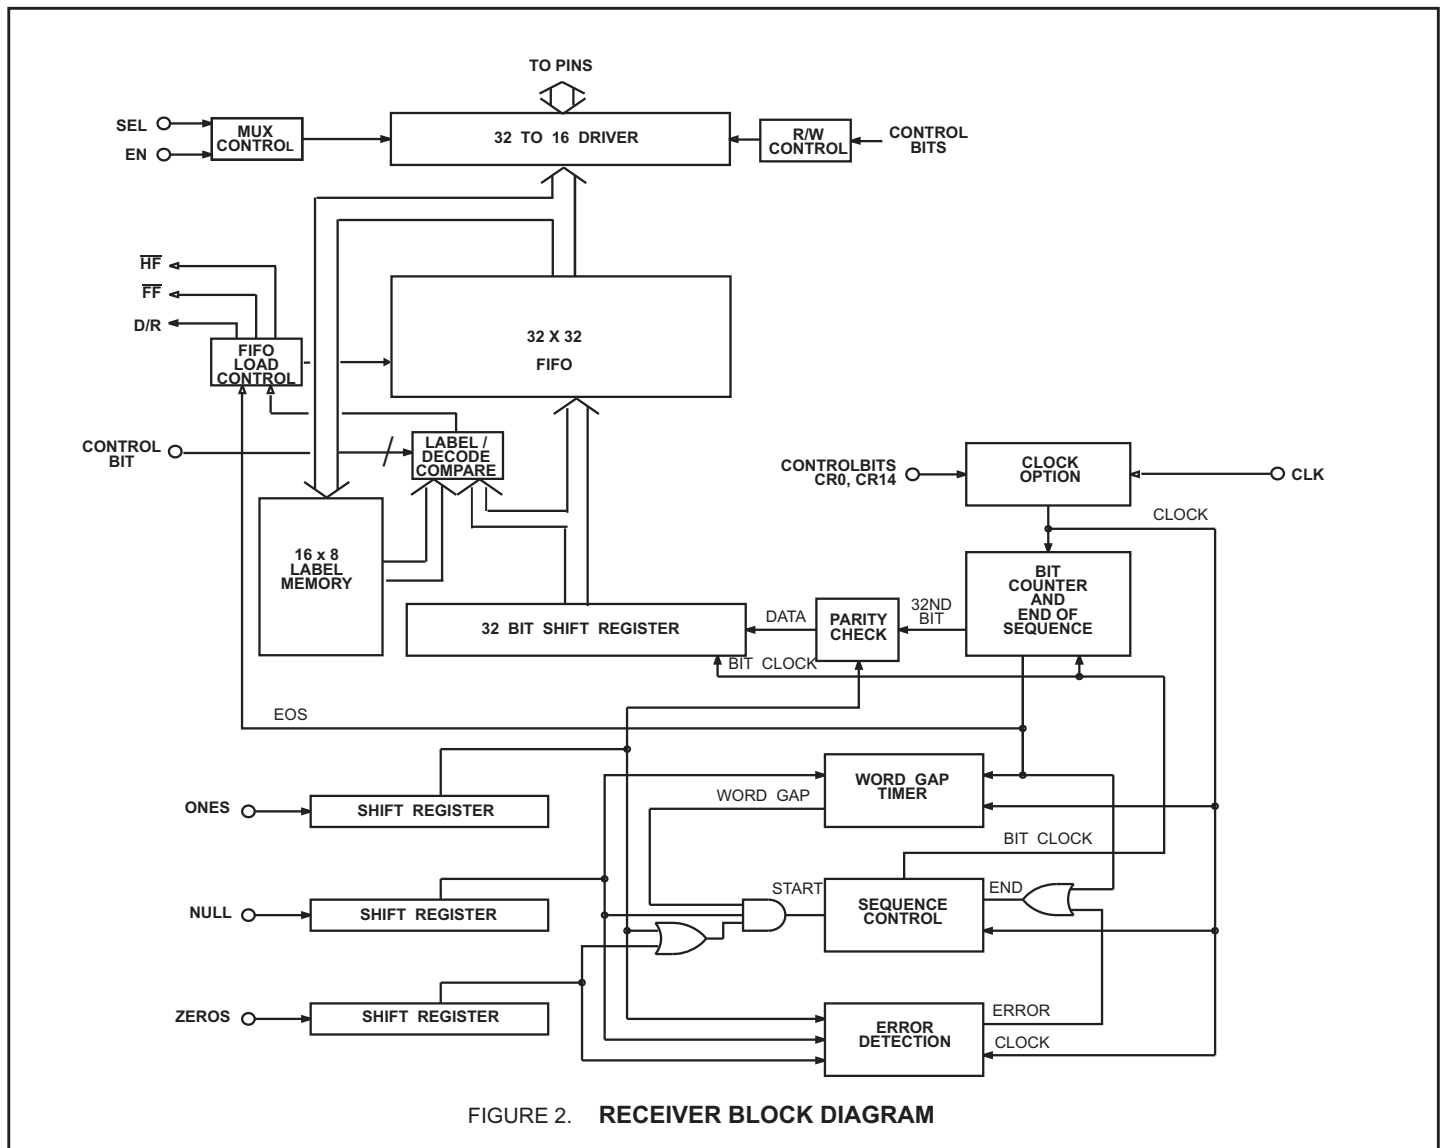 TO PINS
SEL
EN
MUX
CONTROL
32 TO 16 DRIVER
R/W
CONTROL
CONTROL
BITS
HF
FF
D/R
FIFO
LOAD
CONTROL
32 X 32
FIFO
CONTROL
BIT
LABEL /
DECODE
COMPARE
CONTROLBITS
CR0, CR14
CLOCK
OPTION
CLK
CLOCK
16 x 8
LABEL
MEMORY
BIT
COUNTER
AND
END OF
SEQUENCE
32 BIT SHIFT REGISTER
DATA
PARITY
CHECK
32ND
BIT
BIT CLOCK
EOS
ONES
SHIFT REGISTER
WORD GAP
WORD GAP
TIMER
BIT CLOCK
NULL
SHIFT REGISTER
START
SEQUENCE
CONTROL
END
ZEROS
SHIFT REGISTER
ERROR
DETECTION
ERROR
CLOCK
FIGURE 2. RECEIVER BLOCK DIAGRAM